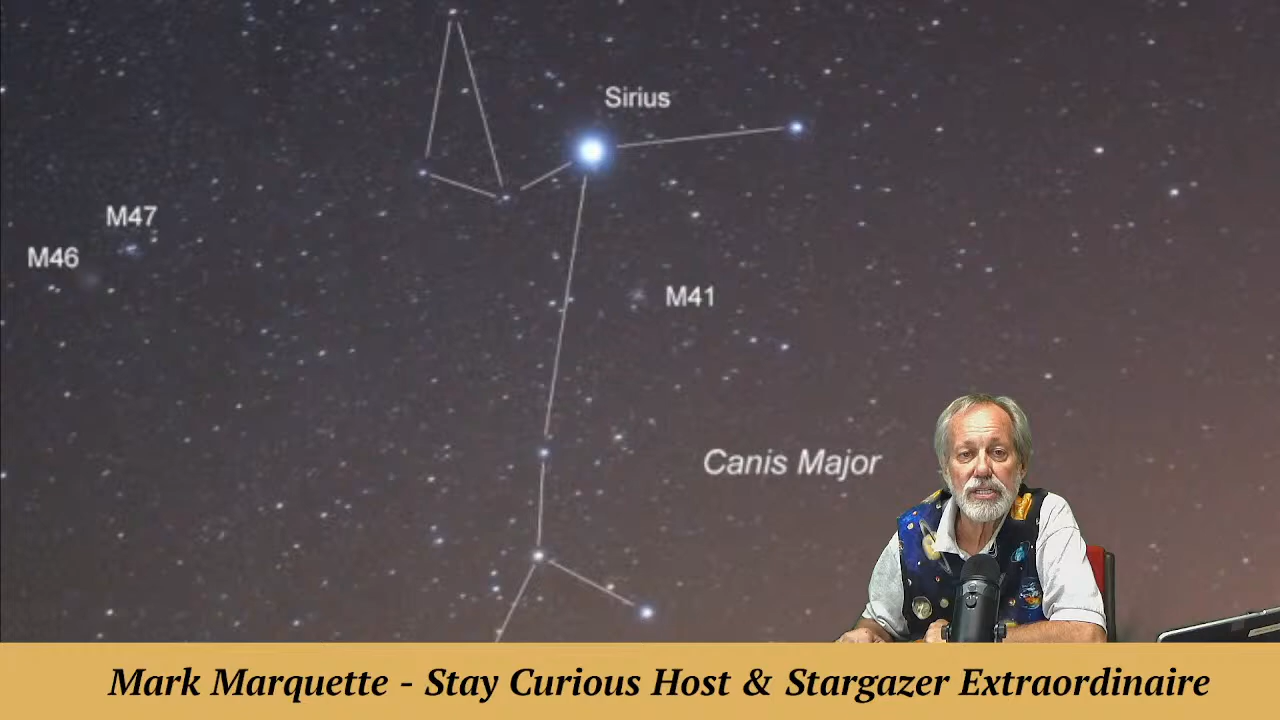 Sirius
M47
M46
M41
Canis Major
Mark Marquette - Stay Curious Host & Stargazer Extraordinaire